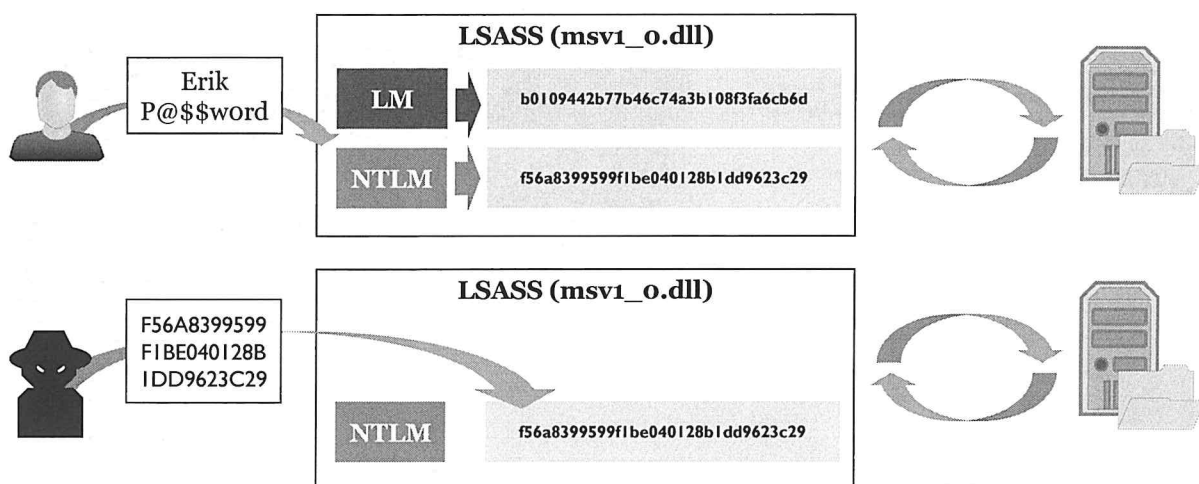 LSASS (msv1_0.dll)
Erik
P@$$word
LM
b0109442b77b46c74a3b108f3fa6cb6d
NTLM
f56a8399599f1be040128b1dd9623c29
LSASS (msv1_0.dll)
F56A8399599
F1BE040128B
1DD9623C29
NTLM
f56a8399599f1be040128b1dd9623c29